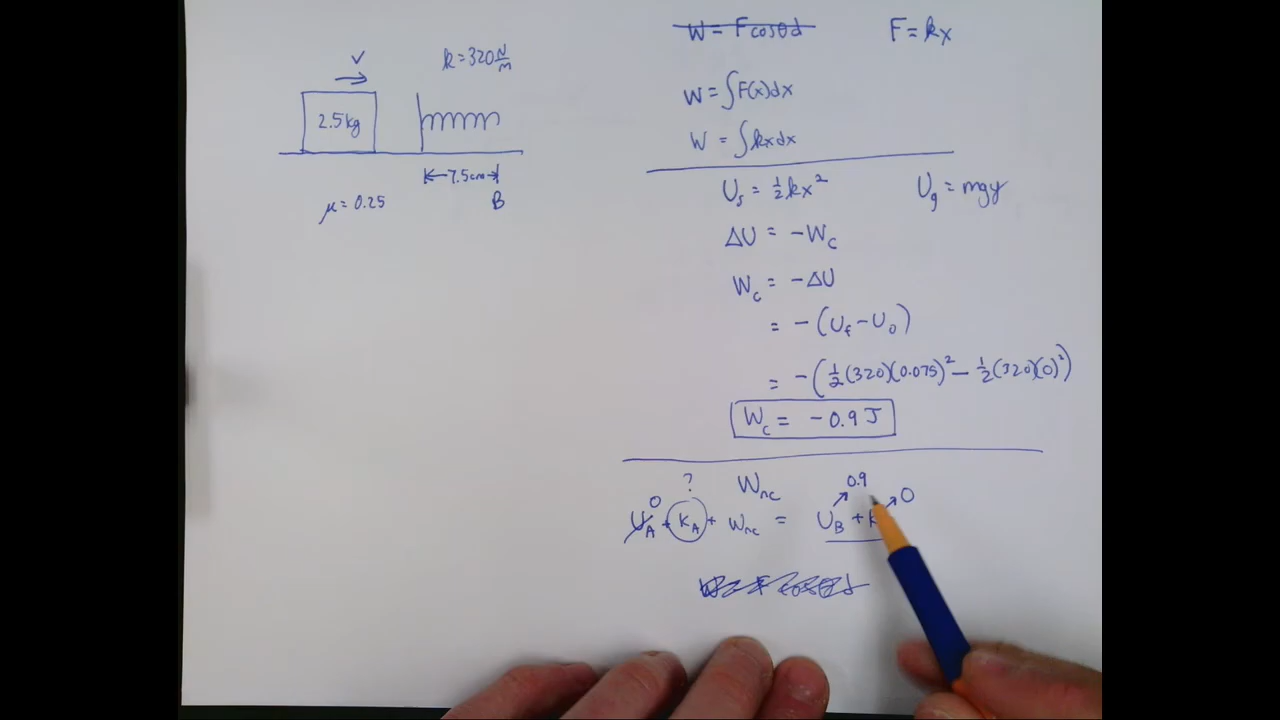 V
k = 320 N/m
2.5kg
7.5cm
μ = 0.25
B
W = Fcosθd
F = kx
W = ∫F(x)dx
W = ∫kxdx
Us = ½kx²
Ug = mgy
ΔU = -Wc
Wc = -ΔU
= -(Uf - U0)
= -(½(320)(0.075)² - ½(320)(0)²)
Wc = -0.9 J
0 ? Wnc 0.9 0
UA + kA + Wnc = UB + k